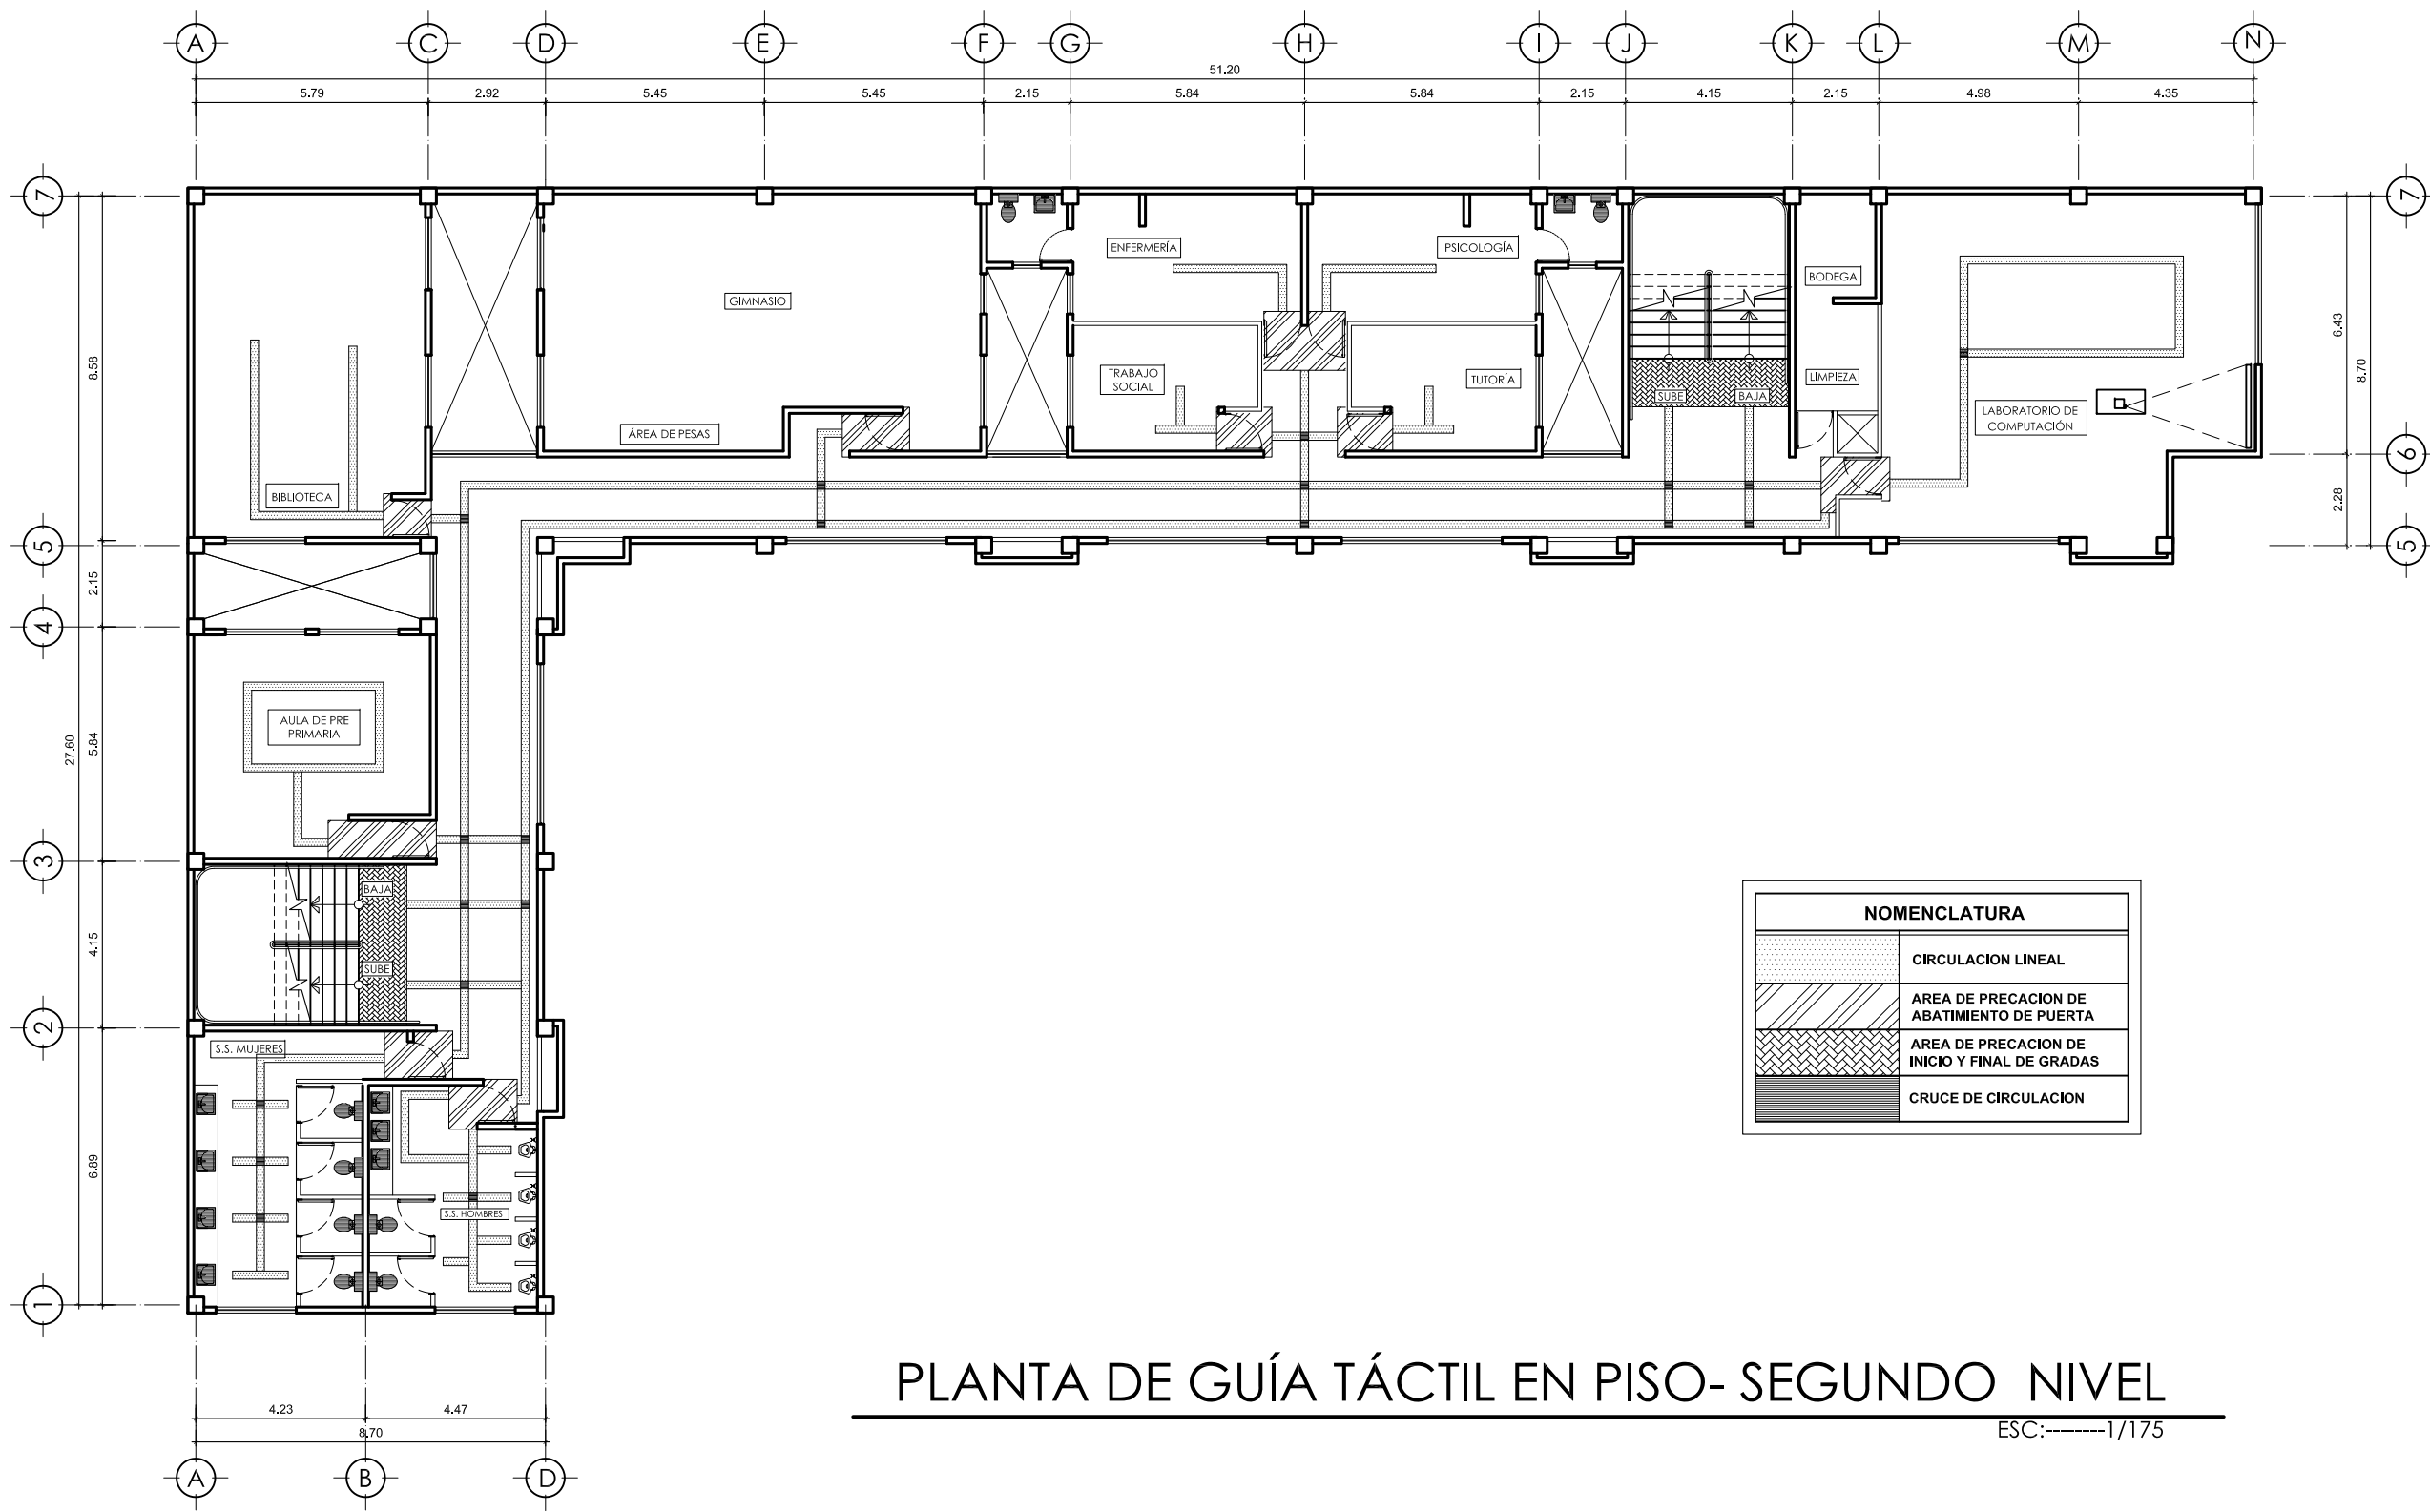 A C D E F G H I J K L M N
51.20
5.79 2.92 5.45 5.45 2.15 5.84 5.84 2.15 4.15 2.15 4.98 4.35
7 7
ENFERMERÍA
PSICOLOGÍA
BODEGA
GIMNASIO
8.58
6.43
8.70
TRABAJO
SOCIAL
TUTORÍA
LIMPIEZA
SUBE
BAJA
LABORATORIO DE
COMPUTACIÓN
ÁREA DE PESAS
6
BIBLIOTECA
2.28
5 5
2.15
4
AULA DE PRE
PRIMARIA
5.84
27.60
3
BAJA
4.15
SUBE
2
S.S. MUJERES
6.89
S.S. HOMBRES
1
NOMENCLATURA
CIRCULACION LINEAL
AREA DE PRECACION DE
ABATIMIENTO DE PUERTA
AREA DE PRECACION DE
INICIO Y FINAL DE GRADAS
CRUCE DE CIRCULACION
4.23 4.47
8.70
A B D
PLANTA DE GUÍA TÁCTIL EN PISO- SEGUNDO NIVEL
ESC:--------1/175